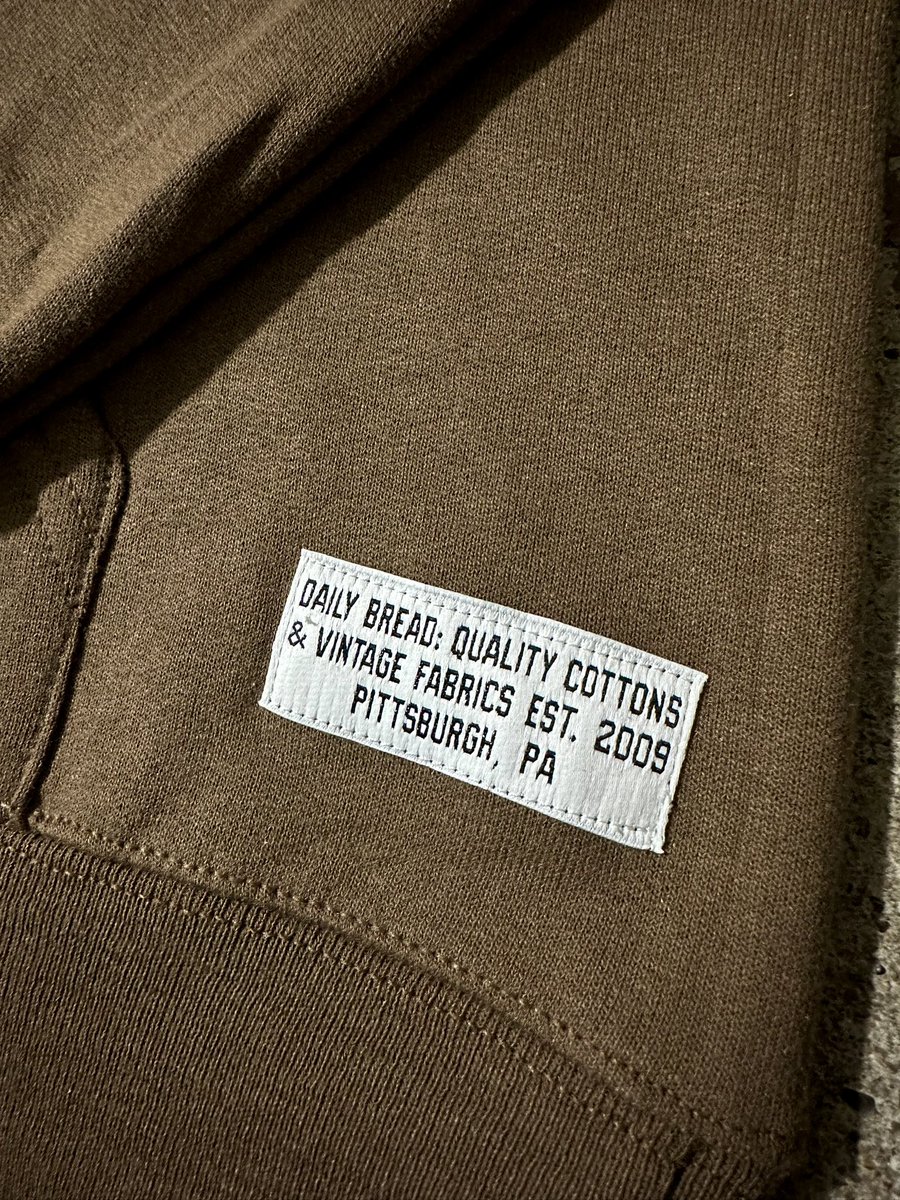 DAILY BREAD: QUALITY COTTONS
& VINTAGE FABRICS EST. 2009
PITTSBURGH, PA